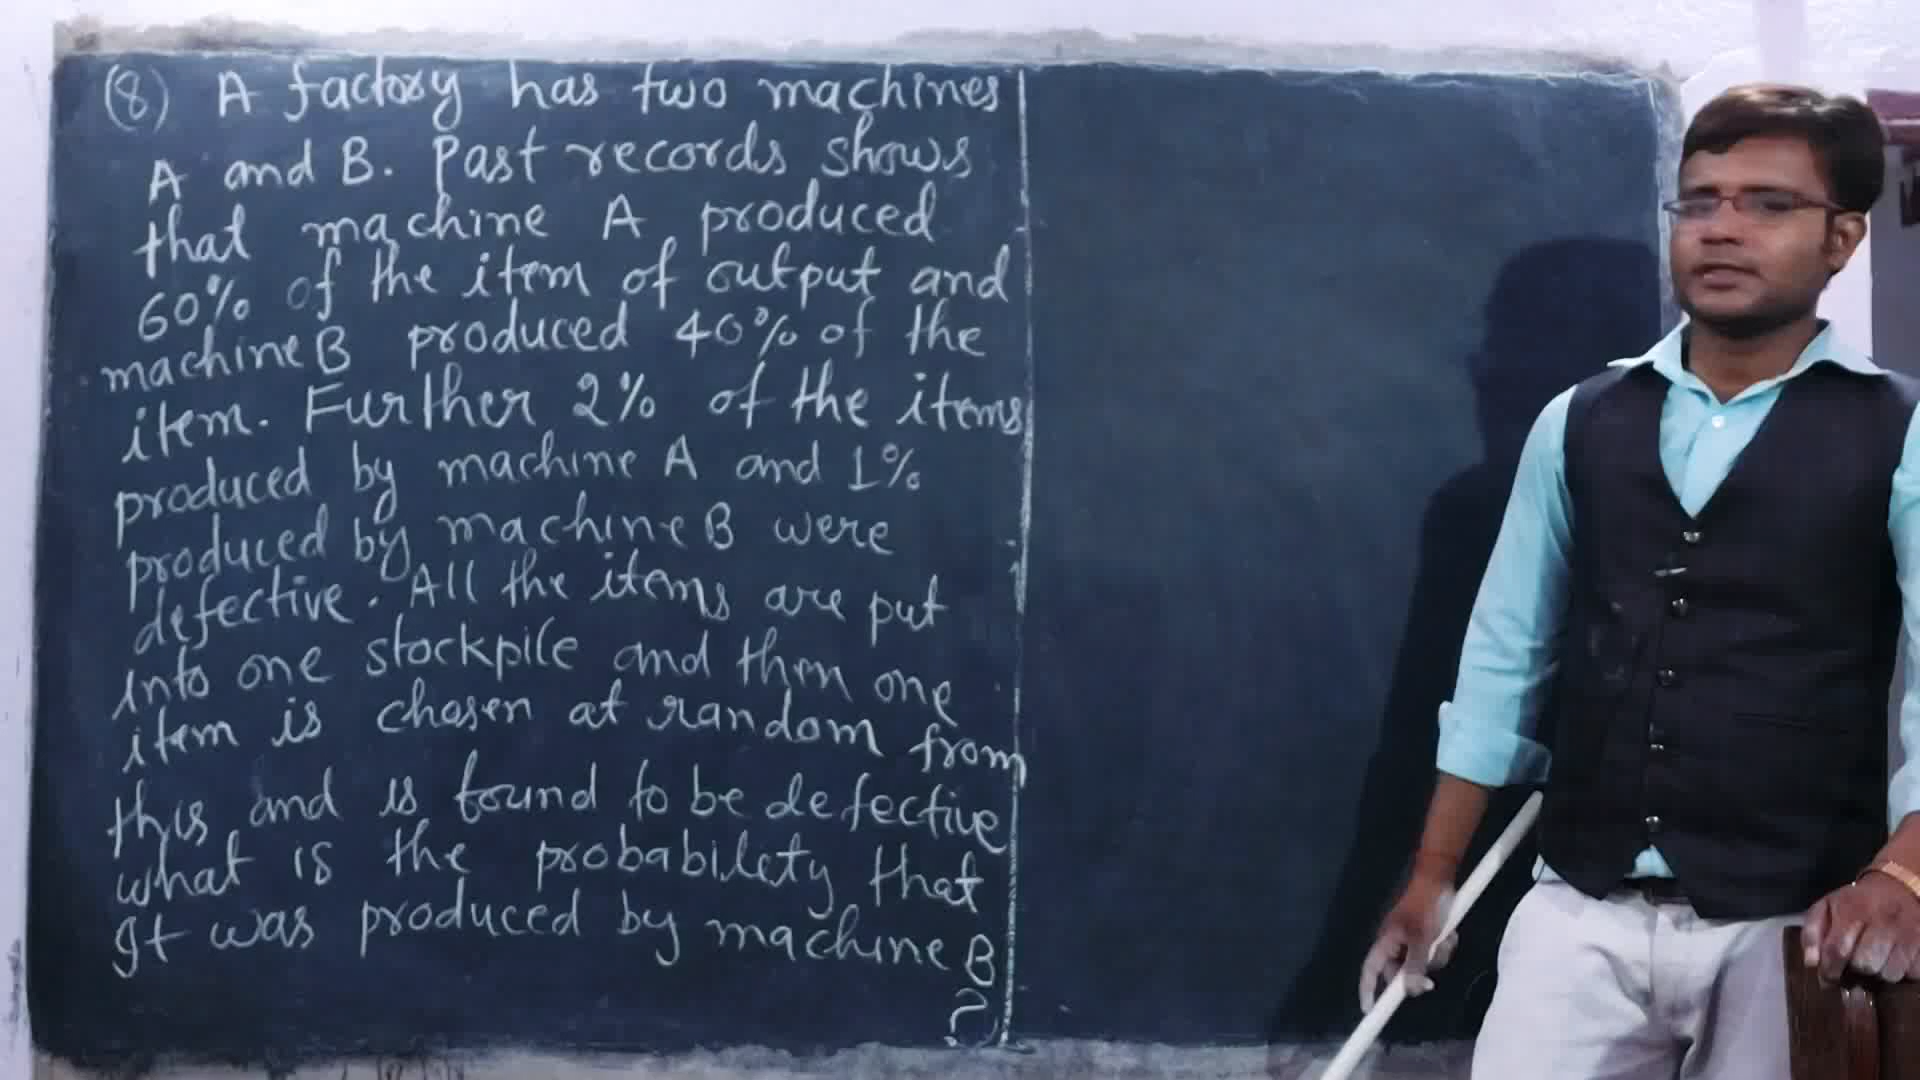 (8) A factory has two machines
A and B. Past records shows
that machine A produced
60% of the item of output and
machine B produced 40% of the
item. Further 2% of the items
produced by machine A and 1%
produced by machine B were
defective. All the items are put
into one stockpile and then one
item is chosen at random from
this and is found to be defective
what is the probability that
It was produced by machine B
?